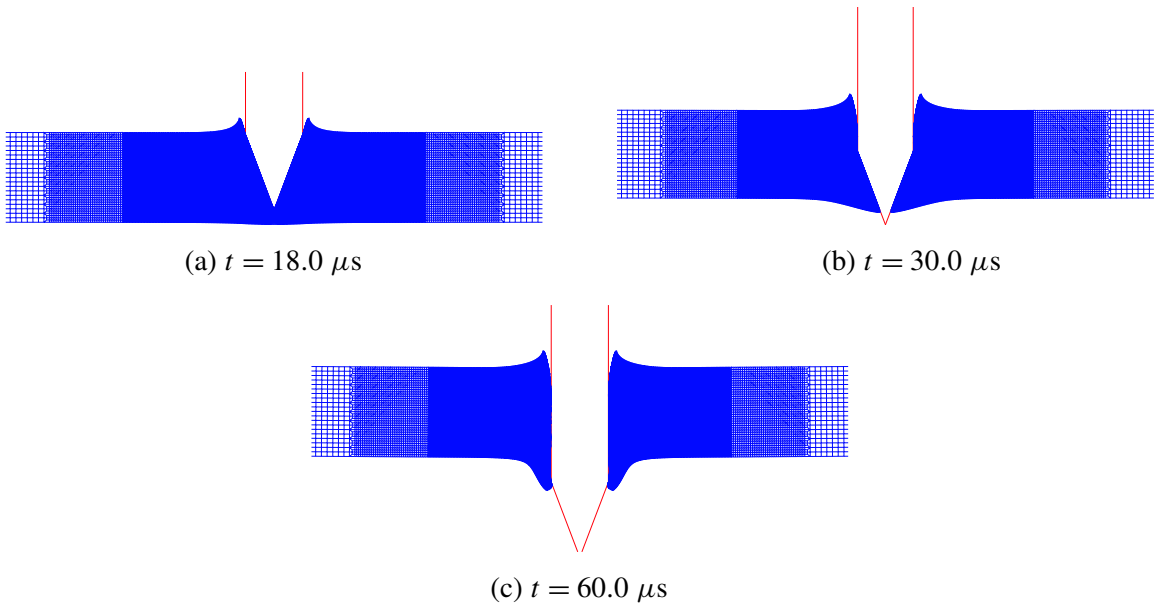 (a) t = 18.0 μs
(b) t = 30.0 μs
(c) t = 60.0 μs